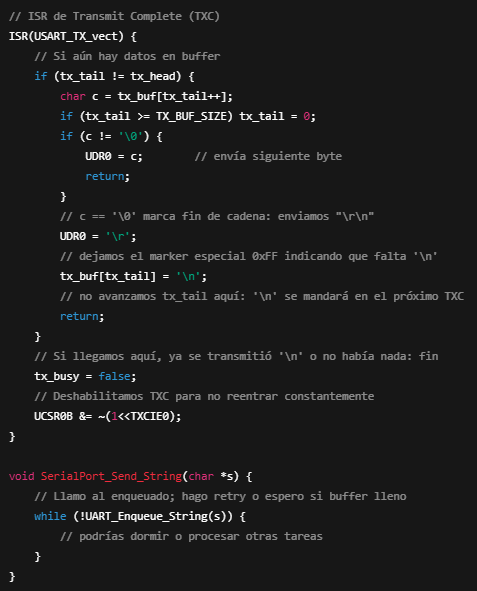 // ISR de Transmit Complete (TXC)
ISR(USART_TX_vect) {
    // Si aún hay datos en buffer
    if (tx_tail != tx_head) {
        char c = tx_buf[tx_tail++];
        if (tx_tail >= TX_BUF_SIZE) tx_tail = 0;
        if (c != '\0') {
            UDR0 = c;        // envía siguiente byte
            return;
        }
        // c == '\0' marca fin de cadena: enviamos "\r\n"
        UDR0 = '\r';
        // dejamos el marker especial 0xFF indicando que falta '\n'
        tx_buf[tx_tail] = '\n';
        // no avanzamos tx_tail aquí: '\n' se mandará en el próximo TXC
        return;
    }
    // Si llegamos aquí, ya se transmitió '\n' o no había nada: fin
    tx_busy = false;
    // Deshabilitamos TXC para no reentrar constantemente
    UCSR0B &= ~(1<<TXCIE0);
}

void SerialPort_Send_String(char *s) {
    // Llamo al enqueuado; hago retry o espero si buffer lleno
    while (!UART_Enqueue_String(s)) {
        // podrías dormir o procesar otras tareas
    }
}